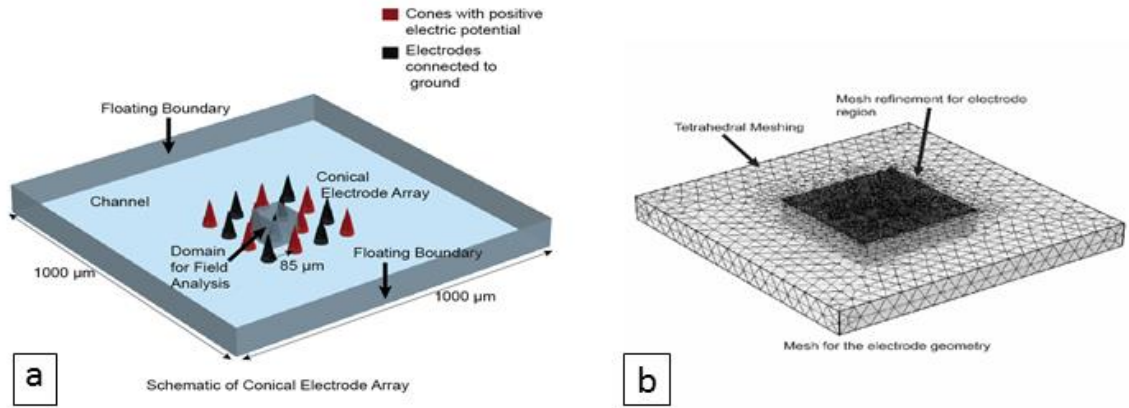 Cones with positive
electric potential
Electrodes
connected to
ground
Floating Boundary
Channel
Conical
Electrode Array
Domain
for Field
Analysis
85 µm
Floating Boundary
1000 µm
1000 µm
a
Schematic of Conical Electrode Array
Mesh refinement for electrode
region
Tetrahedral Meshing
Mesh for the electrode geometry
b